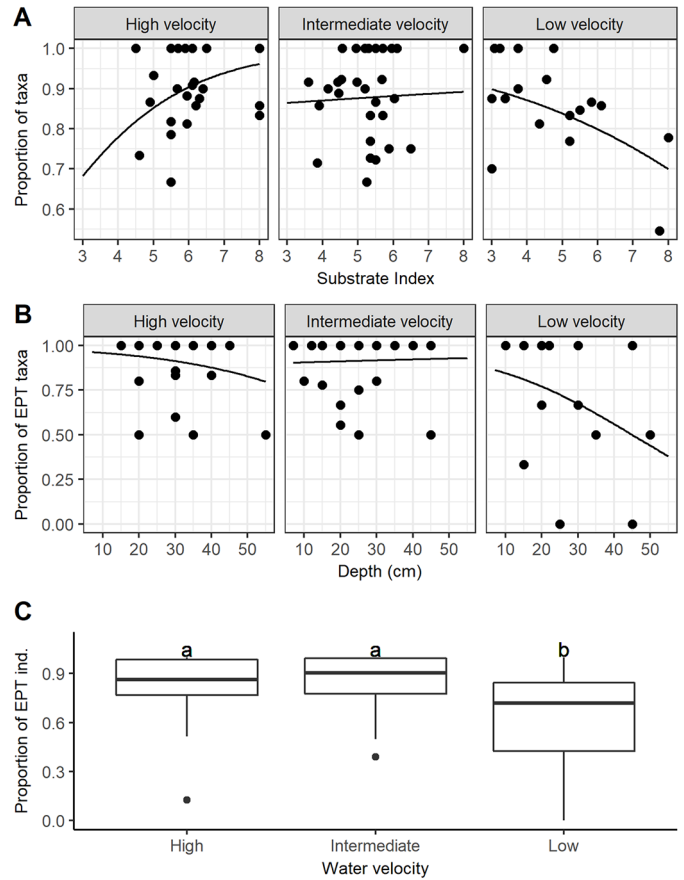 A
High velocity Intermediate velocity Low velocity
Proportion of taxa
1.0
0.9
0.8
0.7
0.6
3 4 5 6 7 8 3 4 5 6 7 8 3 4 5 6 7 8
Substrate Index
B
High velocity Intermediate velocity Low velocity
Proportion of EPT taxa
1.00
0.75
0.50
0.25
0.00
10 20 30 40 50 10 20 30 40 50 10 20 30 40 50
Depth (cm)
C
a a b
Proportion of EPT ind.
0.9
0.6
0.3
0.0
High Intermediate Low
Water velocity